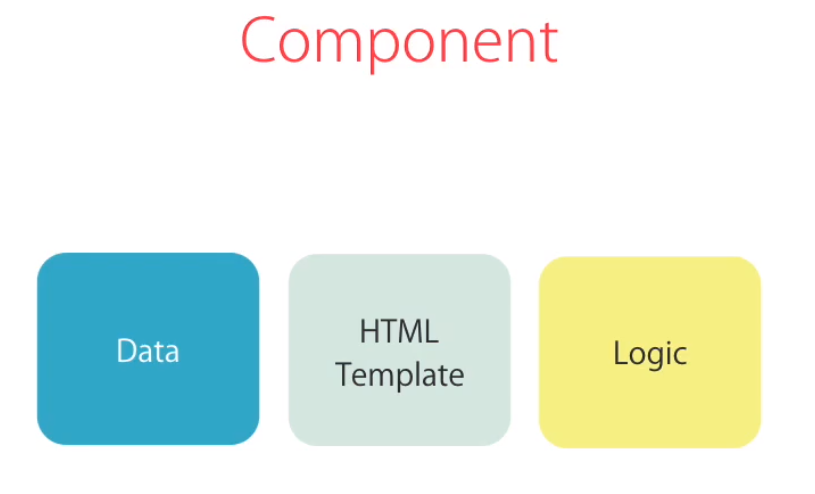 Component
Data
HTML
Template
Logic